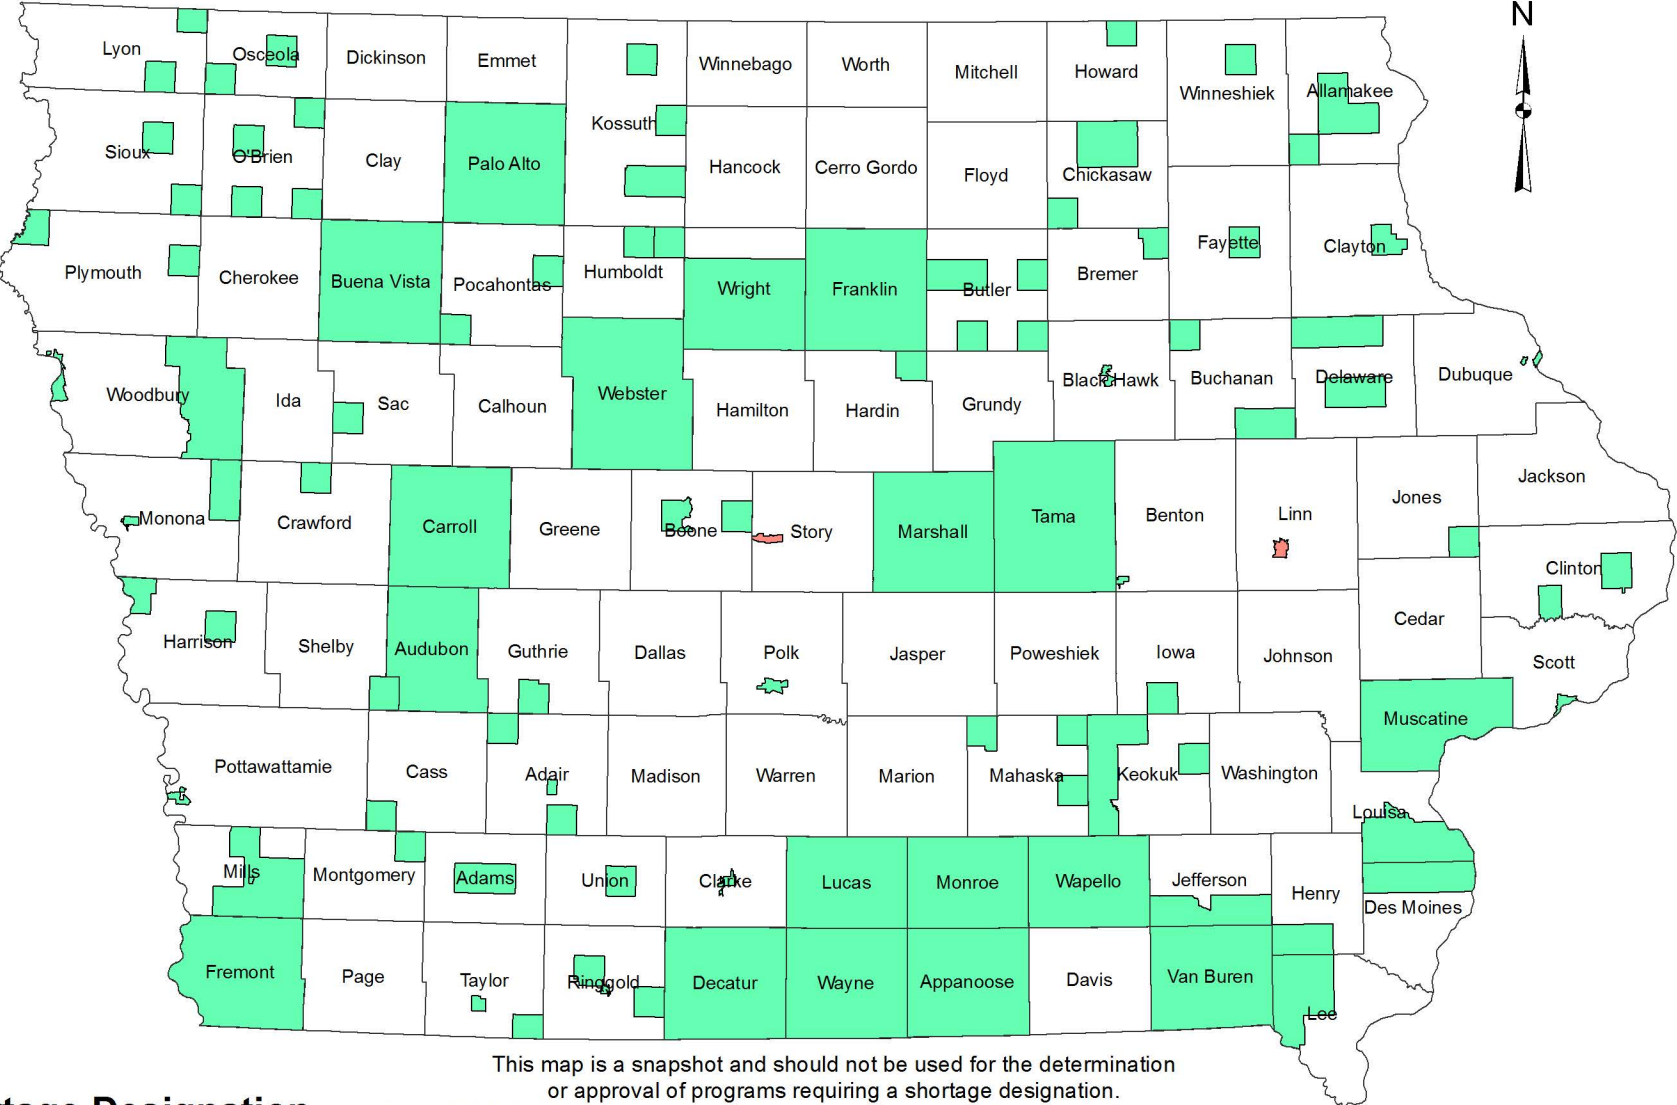 N
Lyon
Osceola
Dickinson
Emmet
Winnebago
Worth
Mitchell
Howard
Winneshiek
Allamakee
Kossuth
Sioux
O'Brien
Clay
Palo Alto
Hancock
Cerro Gordo
Floyd
Chickasaw
Plymouth
Cherokee
Buena Vista
Pocahontas
Humboldt
Wright
Franklin
Butler
Bremer
Fayette
Clayton
Woodbury
Ida
Sac
Calhoun
Webster
Hamilton
Hardin
Grundy
Black Hawk
Buchanan
Delaware
Dubuque
Monona
Crawford
Carroll
Greene
Boone
Story
Marshall
Tama
Benton
Linn
Jones
Jackson
Clinton
Harrison
Shelby
Audubon
Guthrie
Dallas
Polk
Jasper
Poweshiek
Iowa
Johnson
Cedar
Scott
Muscatine
Pottawattamie
Cass
Adair
Madison
Warren
Marion
Mahaska
Keokuk
Washington
Louisa
Mills
Montgomery
Adams
Union
Clarke
Lucas
Monroe
Wapello
Jefferson
Henry
Des Moines
Fremont
Page
Taylor
Ringgold
Decatur
Wayne
Appanoose
Davis
Van Buren
Lee
This map is a snapshot and should not be used for the determination
or approval of programs requiring a shortage designation.
Designation